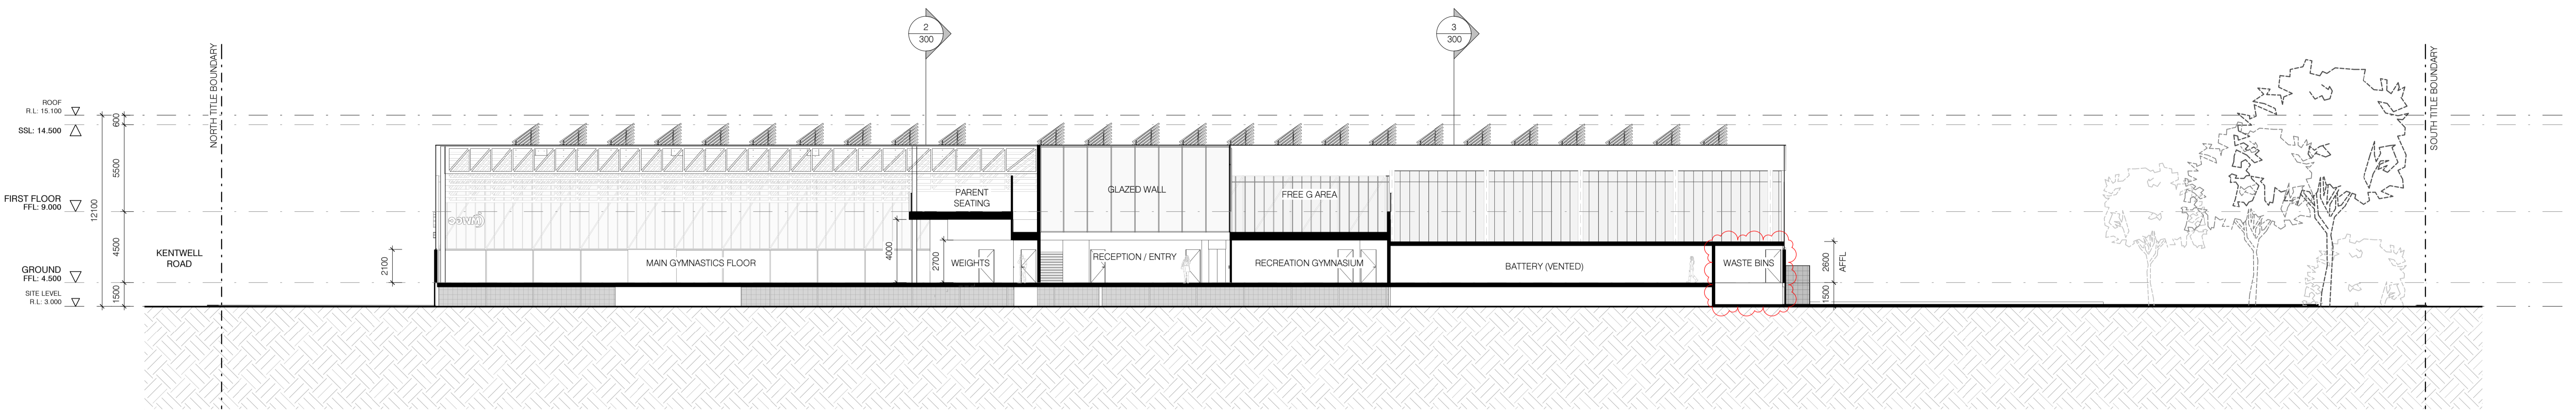 2
300
3
300
NORTH TITLE BOUNDARY
SOUTH TITLE BOUNDARY
ROOF
R.L: 15.100
SSL: 14.500
FIRST FLOOR
FFL: 9.000
GROUND
FFL: 4.500
SITE LEVEL
R.L: 3.000
12100
600
5500
4500
1500
KENTWELL
ROAD
2100
MAIN GYMNASTICS FLOOR
PARENT
SEATING
4000
2700
WEIGHTS
GLAZED WALL
RECEPTION / ENTRY
FREE G AREA
RECREATION GYMNASIUM
BATTERY (VENTED)
WASTE BINS
2600
AFFL
1500